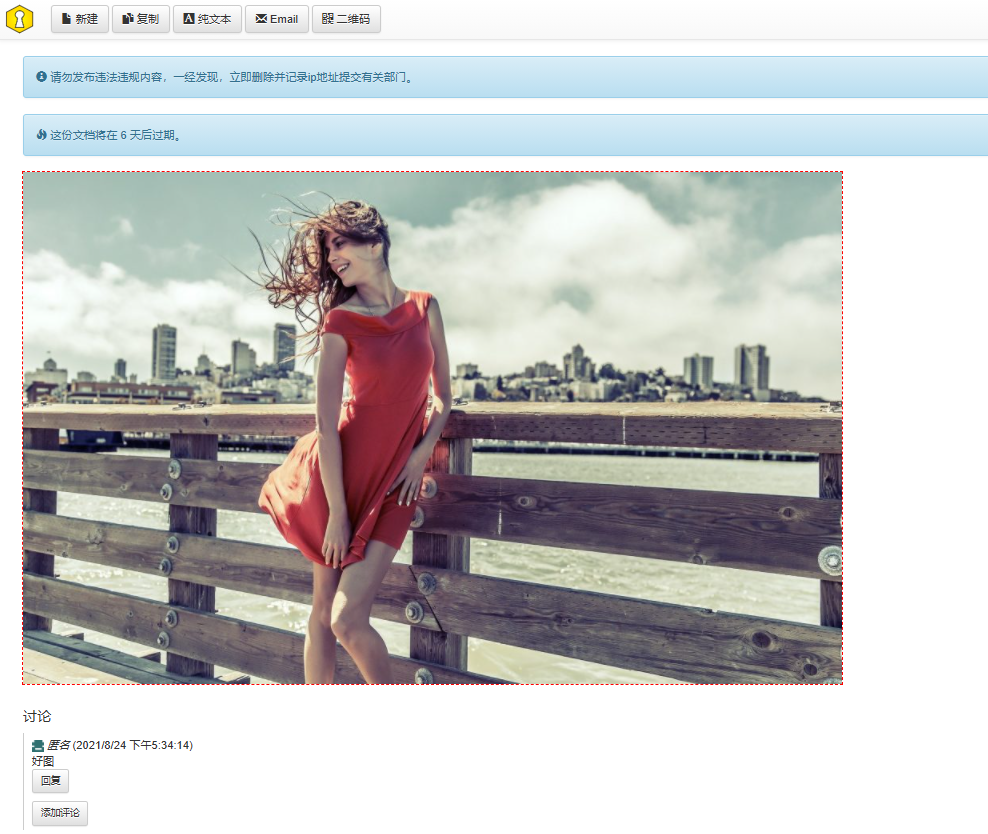 新建 复制 纯文本 Email 二维码
请勿发布违法违规内容，一经发现，立即删除并记录ip地址提交有关部门。
这份文档将在 6 天后过期。
讨论
匿名 (2021/8/24 下午5:34:14)
好图
回复
添加评论